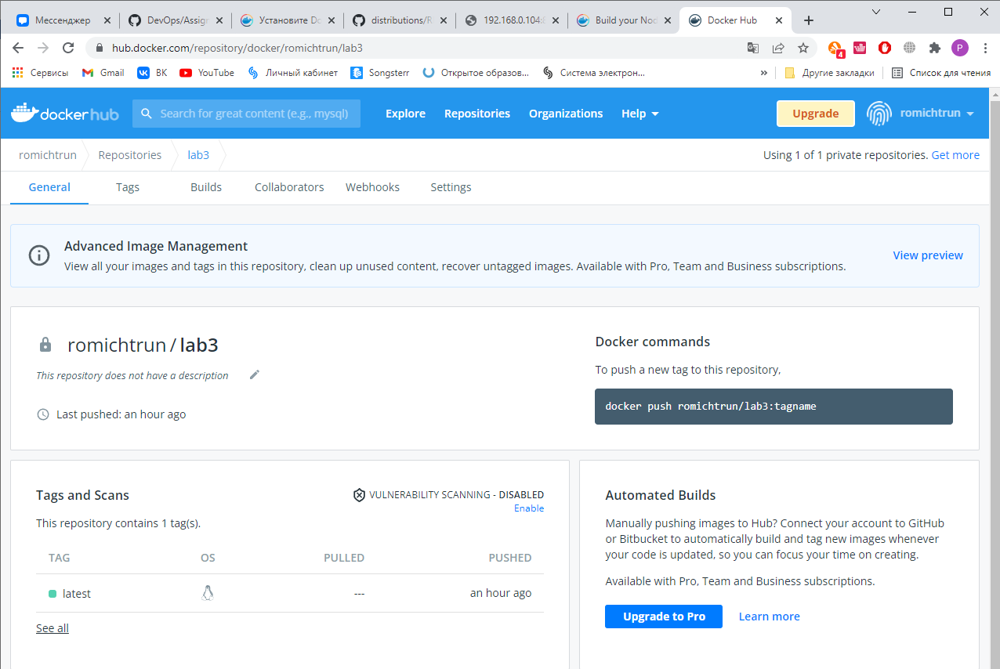 Мессенджер
DevOps/Assig
Установите Do
distributions/R
192.168.0.104:8
Build your Nod
Docker Hub
hub.docker.com/repository/docker/romichtrun/lab3
4
P
Сервисы
Gmail
ВК
YouTube
Личный кабинет
Songsterr
Открытое образов...
Система электрон...
»
Другие закладки
Список для чтения
dockerhub
Search for great content (e.g., mysql)
Explore
Repositories
Organizations
Help
Upgrade
romichtrun
romichtrun
Repositories
lab3
Using 1 of 1 private repositories. Get more
General
Tags
Builds
Collaborators
Webhooks
Settings
Advanced Image Management
View all your images and tags in this repository, clean up unused content, recover untagged images. Available with Pro, Team and Business subscriptions.
View preview
romichtrun / lab3
This repository does not have a description
Last pushed: an hour ago
Docker commands
To push a new tag to this repository,
docker push romichtrun/lab3:tagname
Tags and Scans
VULNERABILITY SCANNING - DISABLED
Enable
This repository contains 1 tag(s).
TAG OS PULLED PUSHED
latest --- an hour ago
See all
Automated Builds
Manually pushing images to Hub? Connect your account to GitHub
or Bitbucket to automatically build and tag new images whenever
your code is updated, so you can focus your time on creating.
Available with Pro, Team and Business subscriptions.
Upgrade to Pro
Learn more